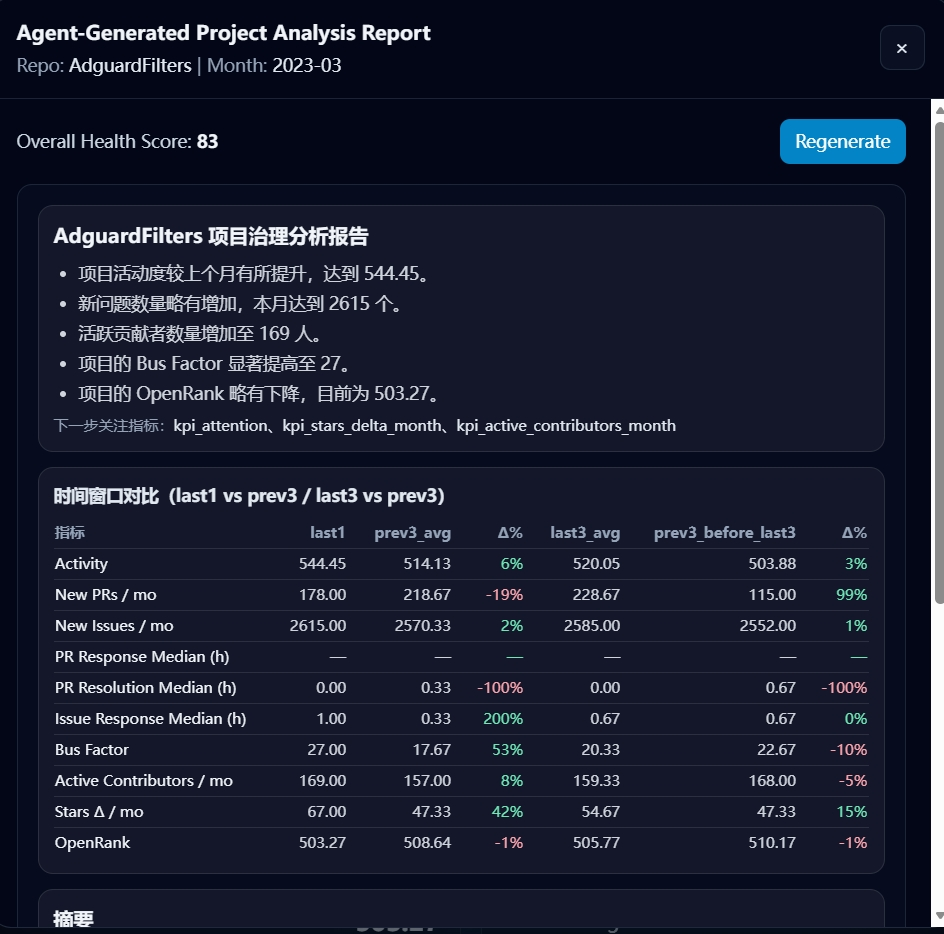 Agent-Generated Project Analysis Report
Repo: AdguardFilters | Month: 2023-03
×
Overall Health Score: 83
Regenerate
AdguardFilters 项目治理分析报告
• 项目活动度较上个月有所提升，达到 544.45。
• 新问题数量略有增加，本月达到 2615 个。
• 活跃贡献者数量增加至 169 人。
• 项目的 Bus Factor 显著提高至 27。
• 项目的 OpenRank 略有下降，目前为 503.27。
下一步关注指标：kpi_attention、kpi_stars_delta_month、kpi_active_contributors_month
时间窗口对比（last1 vs prev3 / last3 vs prev3）
指标 last1 prev3_avg Δ% last3_avg prev3_before_last3 Δ%
Activity 544.45 514.13 6% 520.05 503.88 3%
New PRs / mo 178.00 218.67 -19% 228.67 115.00 99%
New Issues / mo 2615.00 2570.33 2% 2585.00 2552.00 1%
PR Response Median (h) — — — — — —
PR Resolution Median (h) 0.00 0.33 -100% 0.00 0.67 -100%
Issue Response Median (h) 1.00 0.33 200% 0.67 0.67 0%
Bus Factor 27.00 17.67 53% 20.33 22.67 -10%
Active Contributors / mo 169.00 157.00 8% 159.33 168.00 -5%
Stars Δ / mo 67.00 47.33 42% 54.67 47.33 15%
OpenRank 503.27 508.64 -1% 505.77 510.17 -1%
摘要